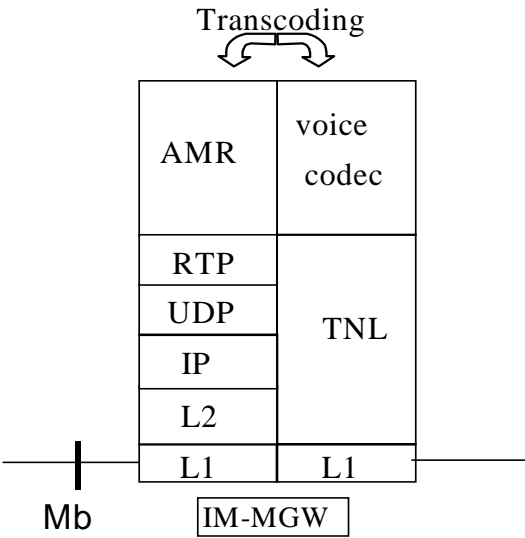 Transcoding
AMR
voice
codec
RTP
UDP
IP
L2
TNL
L1
L1
Mb
IM-MGW